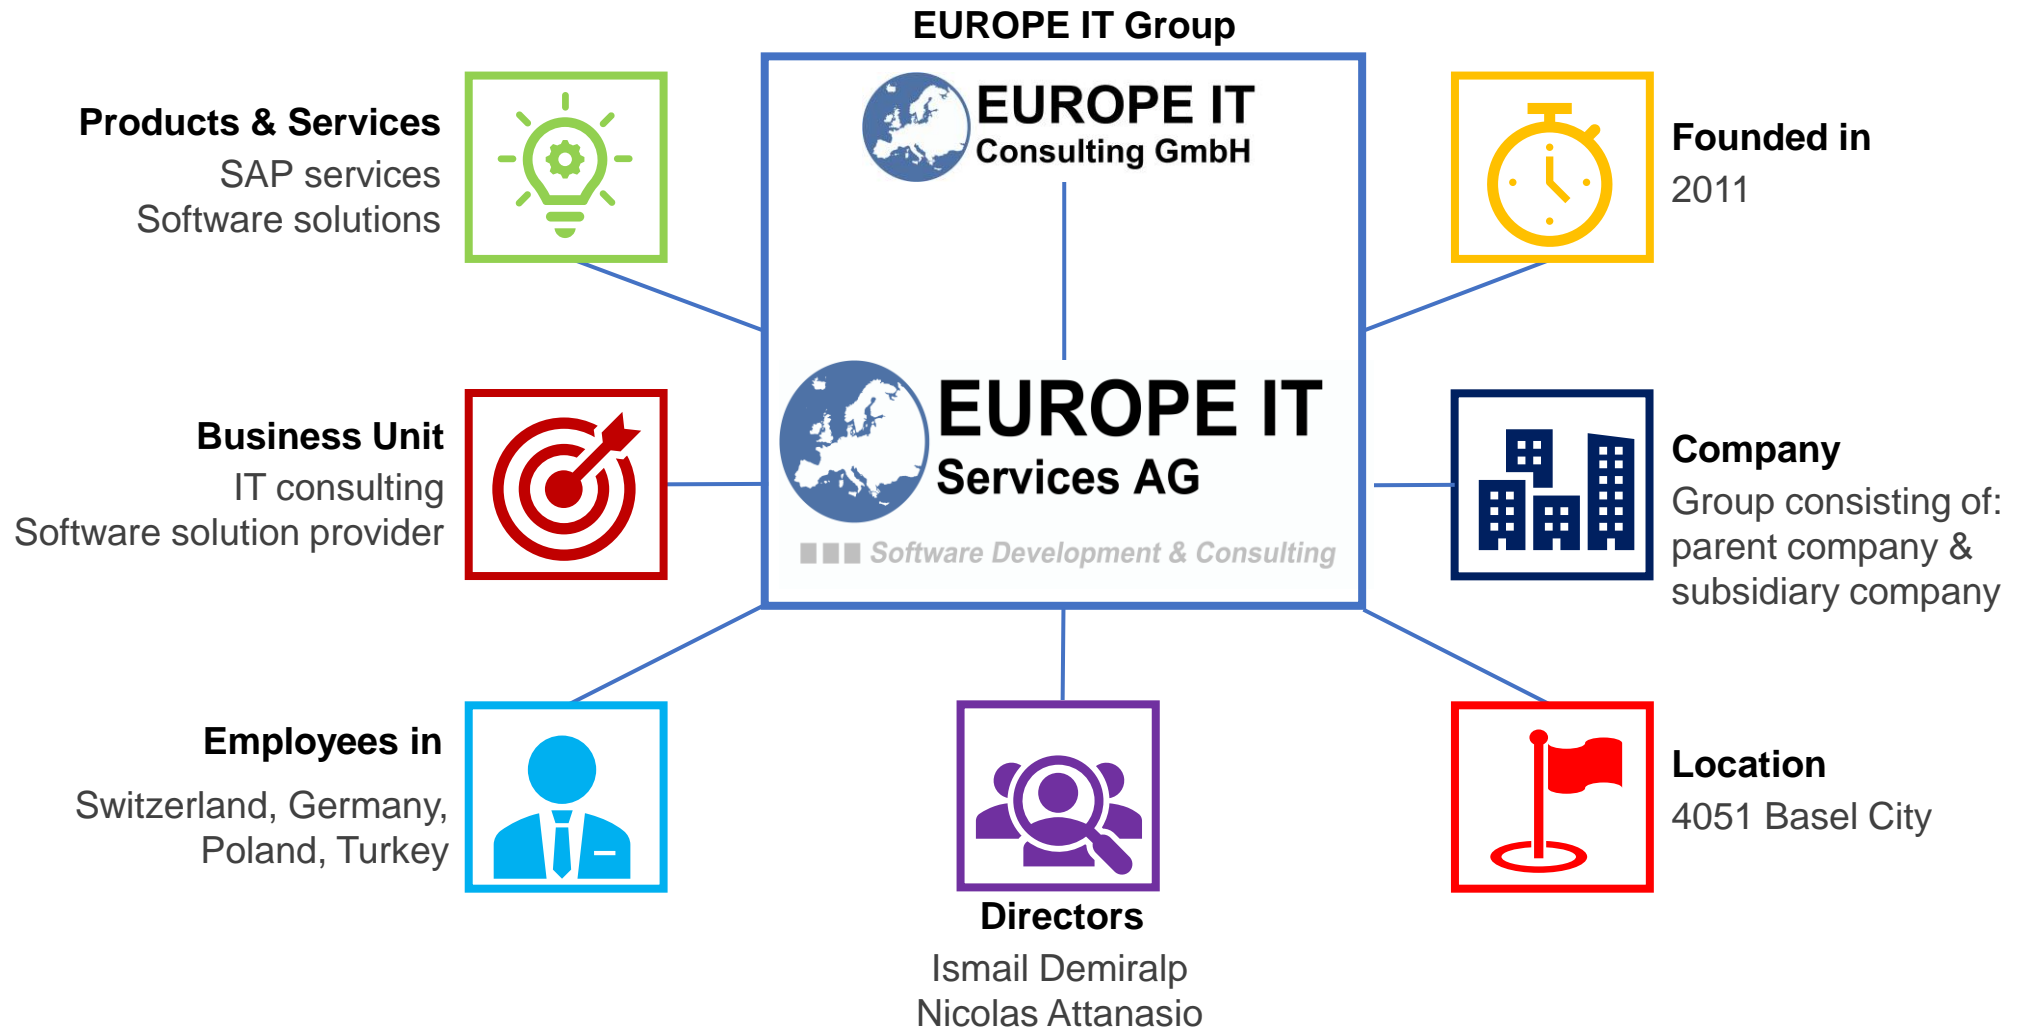 EUROPE IT Group
EUROPE IT
Consulting GmbH
EUROPE IT
Services AG
Software Development & Consulting
Products & Services
SAP services
Software solutions
Business Unit
IT consulting
Software solution provider
Employees in
Switzerland, Germany,
Poland, Turkey
Directors
Ismail Demiralp
Nicolas Attanasio
Founded in
2011
Company
Group consisting of:
parent company &
subsidiary company
Location
4051 Basel City